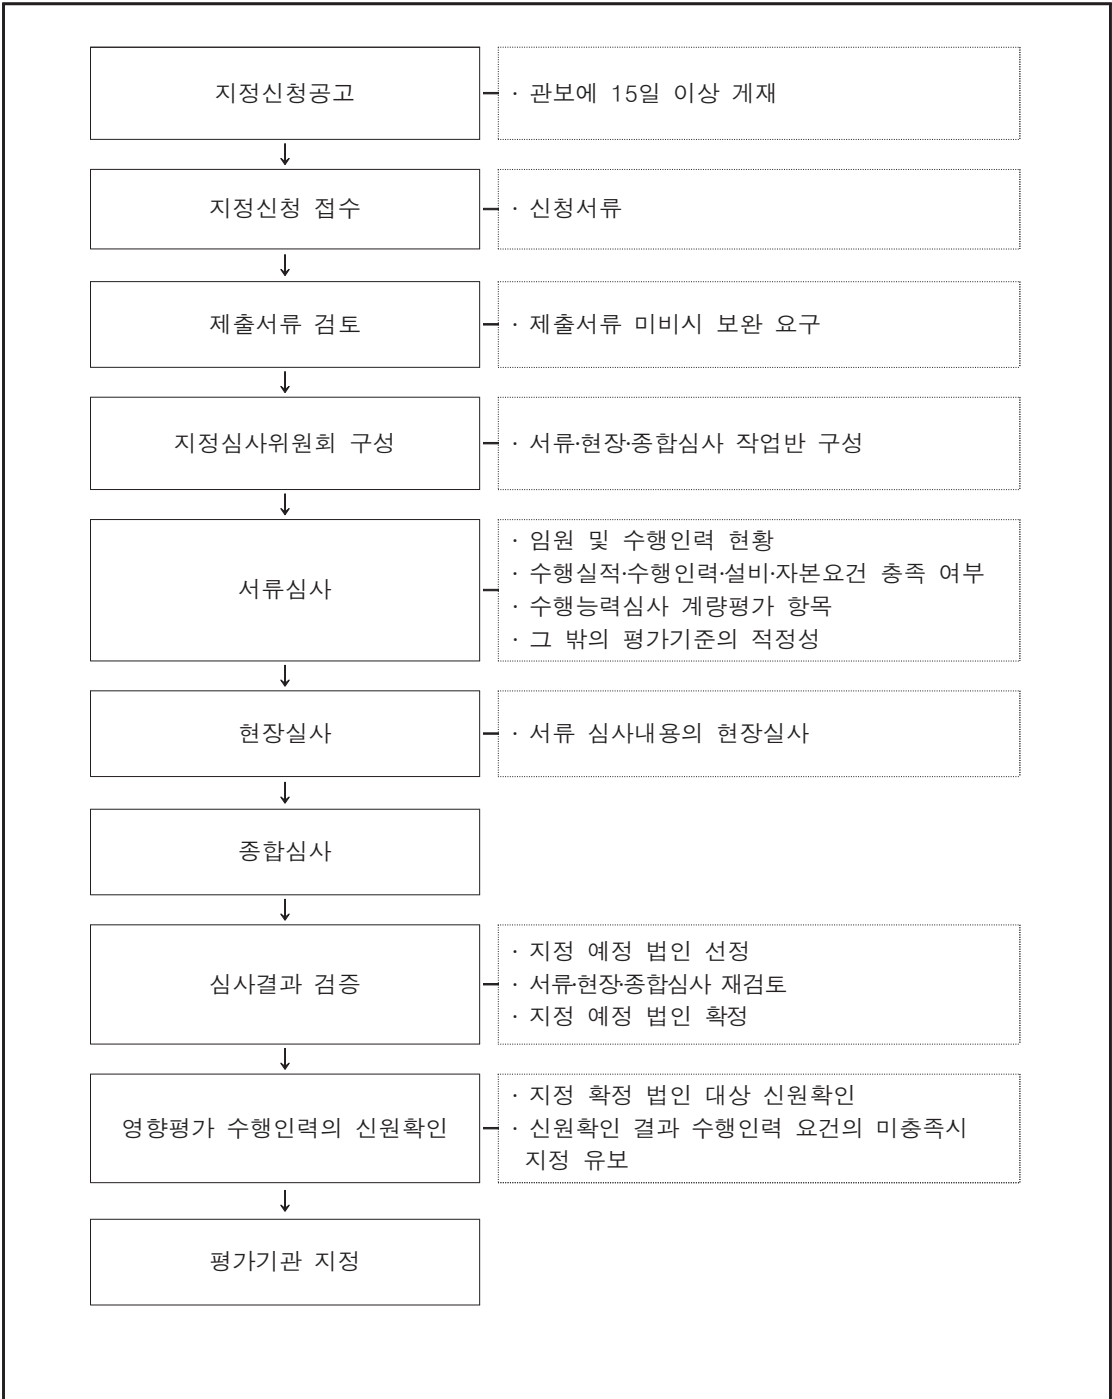 지정신청공고
· 관보에 15일 이상 게재
지정신청 접수
· 신청서류
제출서류 검토
· 제출서류 미비시 보완 요구
지정심사위원회 구성
· 서류·현장·종합심사 작업반 구성
서류심사
· 임원 및 수행인력 현황
· 수행실적·수행인력·설비·자본요건 충족 여부
· 수행능력심사 계량평가 항목
· 그 밖의 평가기준의 적정성
현장실사
· 서류 심사내용의 현장실사
종합심사
심사결과 검증
· 지정 예정 법인 선정
· 서류·현장·종합심사 재검토
· 지정 예정 법인 확정
영향평가 수행인력의 신원확인
· 지정 확정 법인 대상 신원확인
· 신원확인 결과 수행인력 요건의 미충족시
지정 유보
평가기관 지정